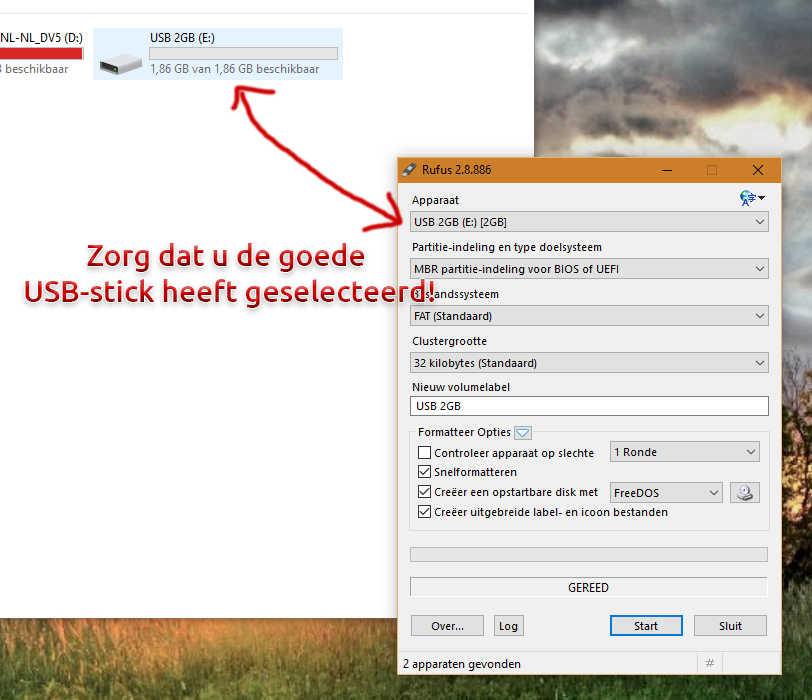 NL-NL_DV5 (D:)
beschikbaar
USB 2GB (E:)
1,86 GB van 1,86 GB beschikbaar
Zorg dat u de goede
USB-stick heeft geselecteerd!
Rufus 2.8.886
Apparaat
USB 2GB (E:) [2GB]
Partitie-indeling en type doelsysteem
MBR partitie-indeling voor BIOS of UEFI
FAT (Standaard)
Clustergrootte
32 kilobytes (Standaard)
Nieuw volumelabel
USB 2GB
Formatteer Opties
Controleer apparaat op slechte
1 Ronde
Snelformatteren
Creëer een opstartbare disk met
FreeDOS
Creëer uitgebreide label- en icoon bestanden
GEREED
Over...
Log
Start
Sluit
2 apparaten gevonden
#